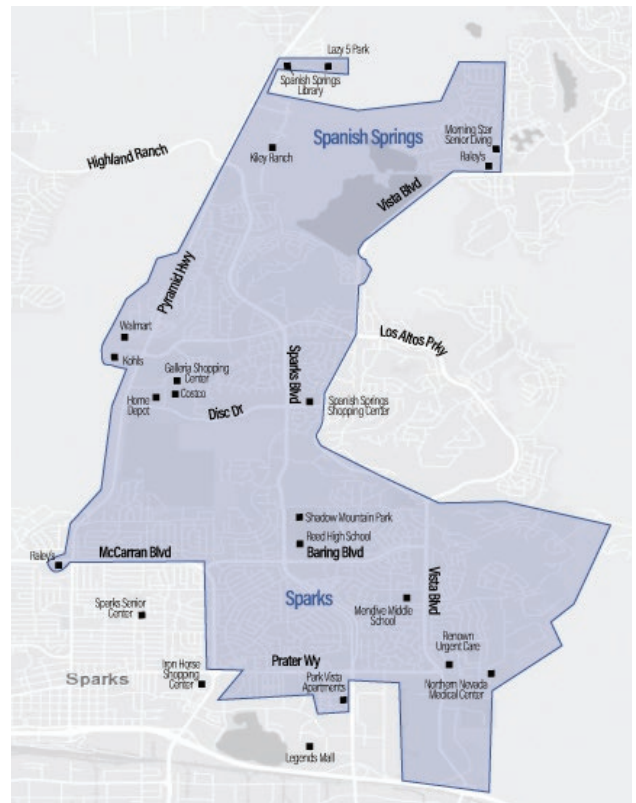 Lazy 5 Park
Spanish Springs
Library
Spanish Springs
Morning Star
Senior Living
Raley's
Kiley Ranch
Highland Ranch
Vista Blvd
Pyramid Hwy
Walmart
Kohls
Los Altos Prky
Galleria Shopping
Center
Costco
Home
Depot
Disc Dr
Sparks Blvd
Spanish Springs
Shopping Center
Shadow Mountain Park
Reed High School
Baring Blvd
McCarran Blvd
Raley's
Sparks Senior
Center
Sparks
Mendive Middle
School
Vista Blvd
Renown
Urgent Care
Prater Wy
Iron Horse
Shopping
Center
Sparks
Park Vista
Apartments
Northern Nevada
Medical Center
Legends Mall